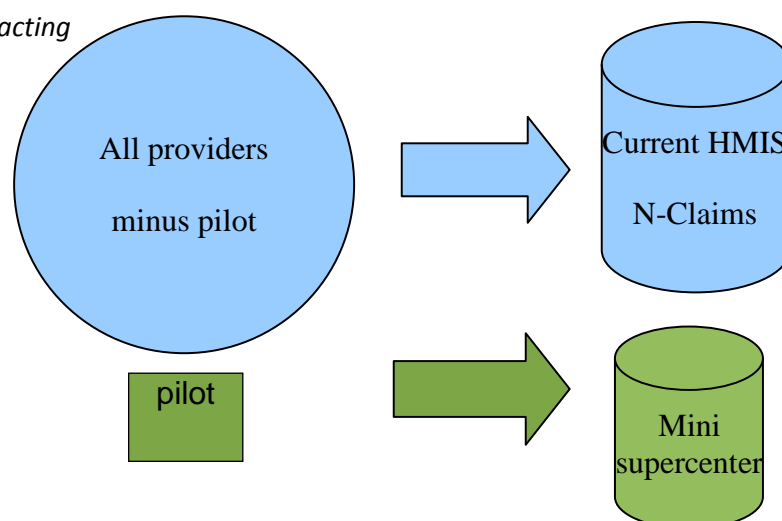 acting
All providers
minus pilot
Current HMIS
N-Claims
pilot
Mini
supercenter